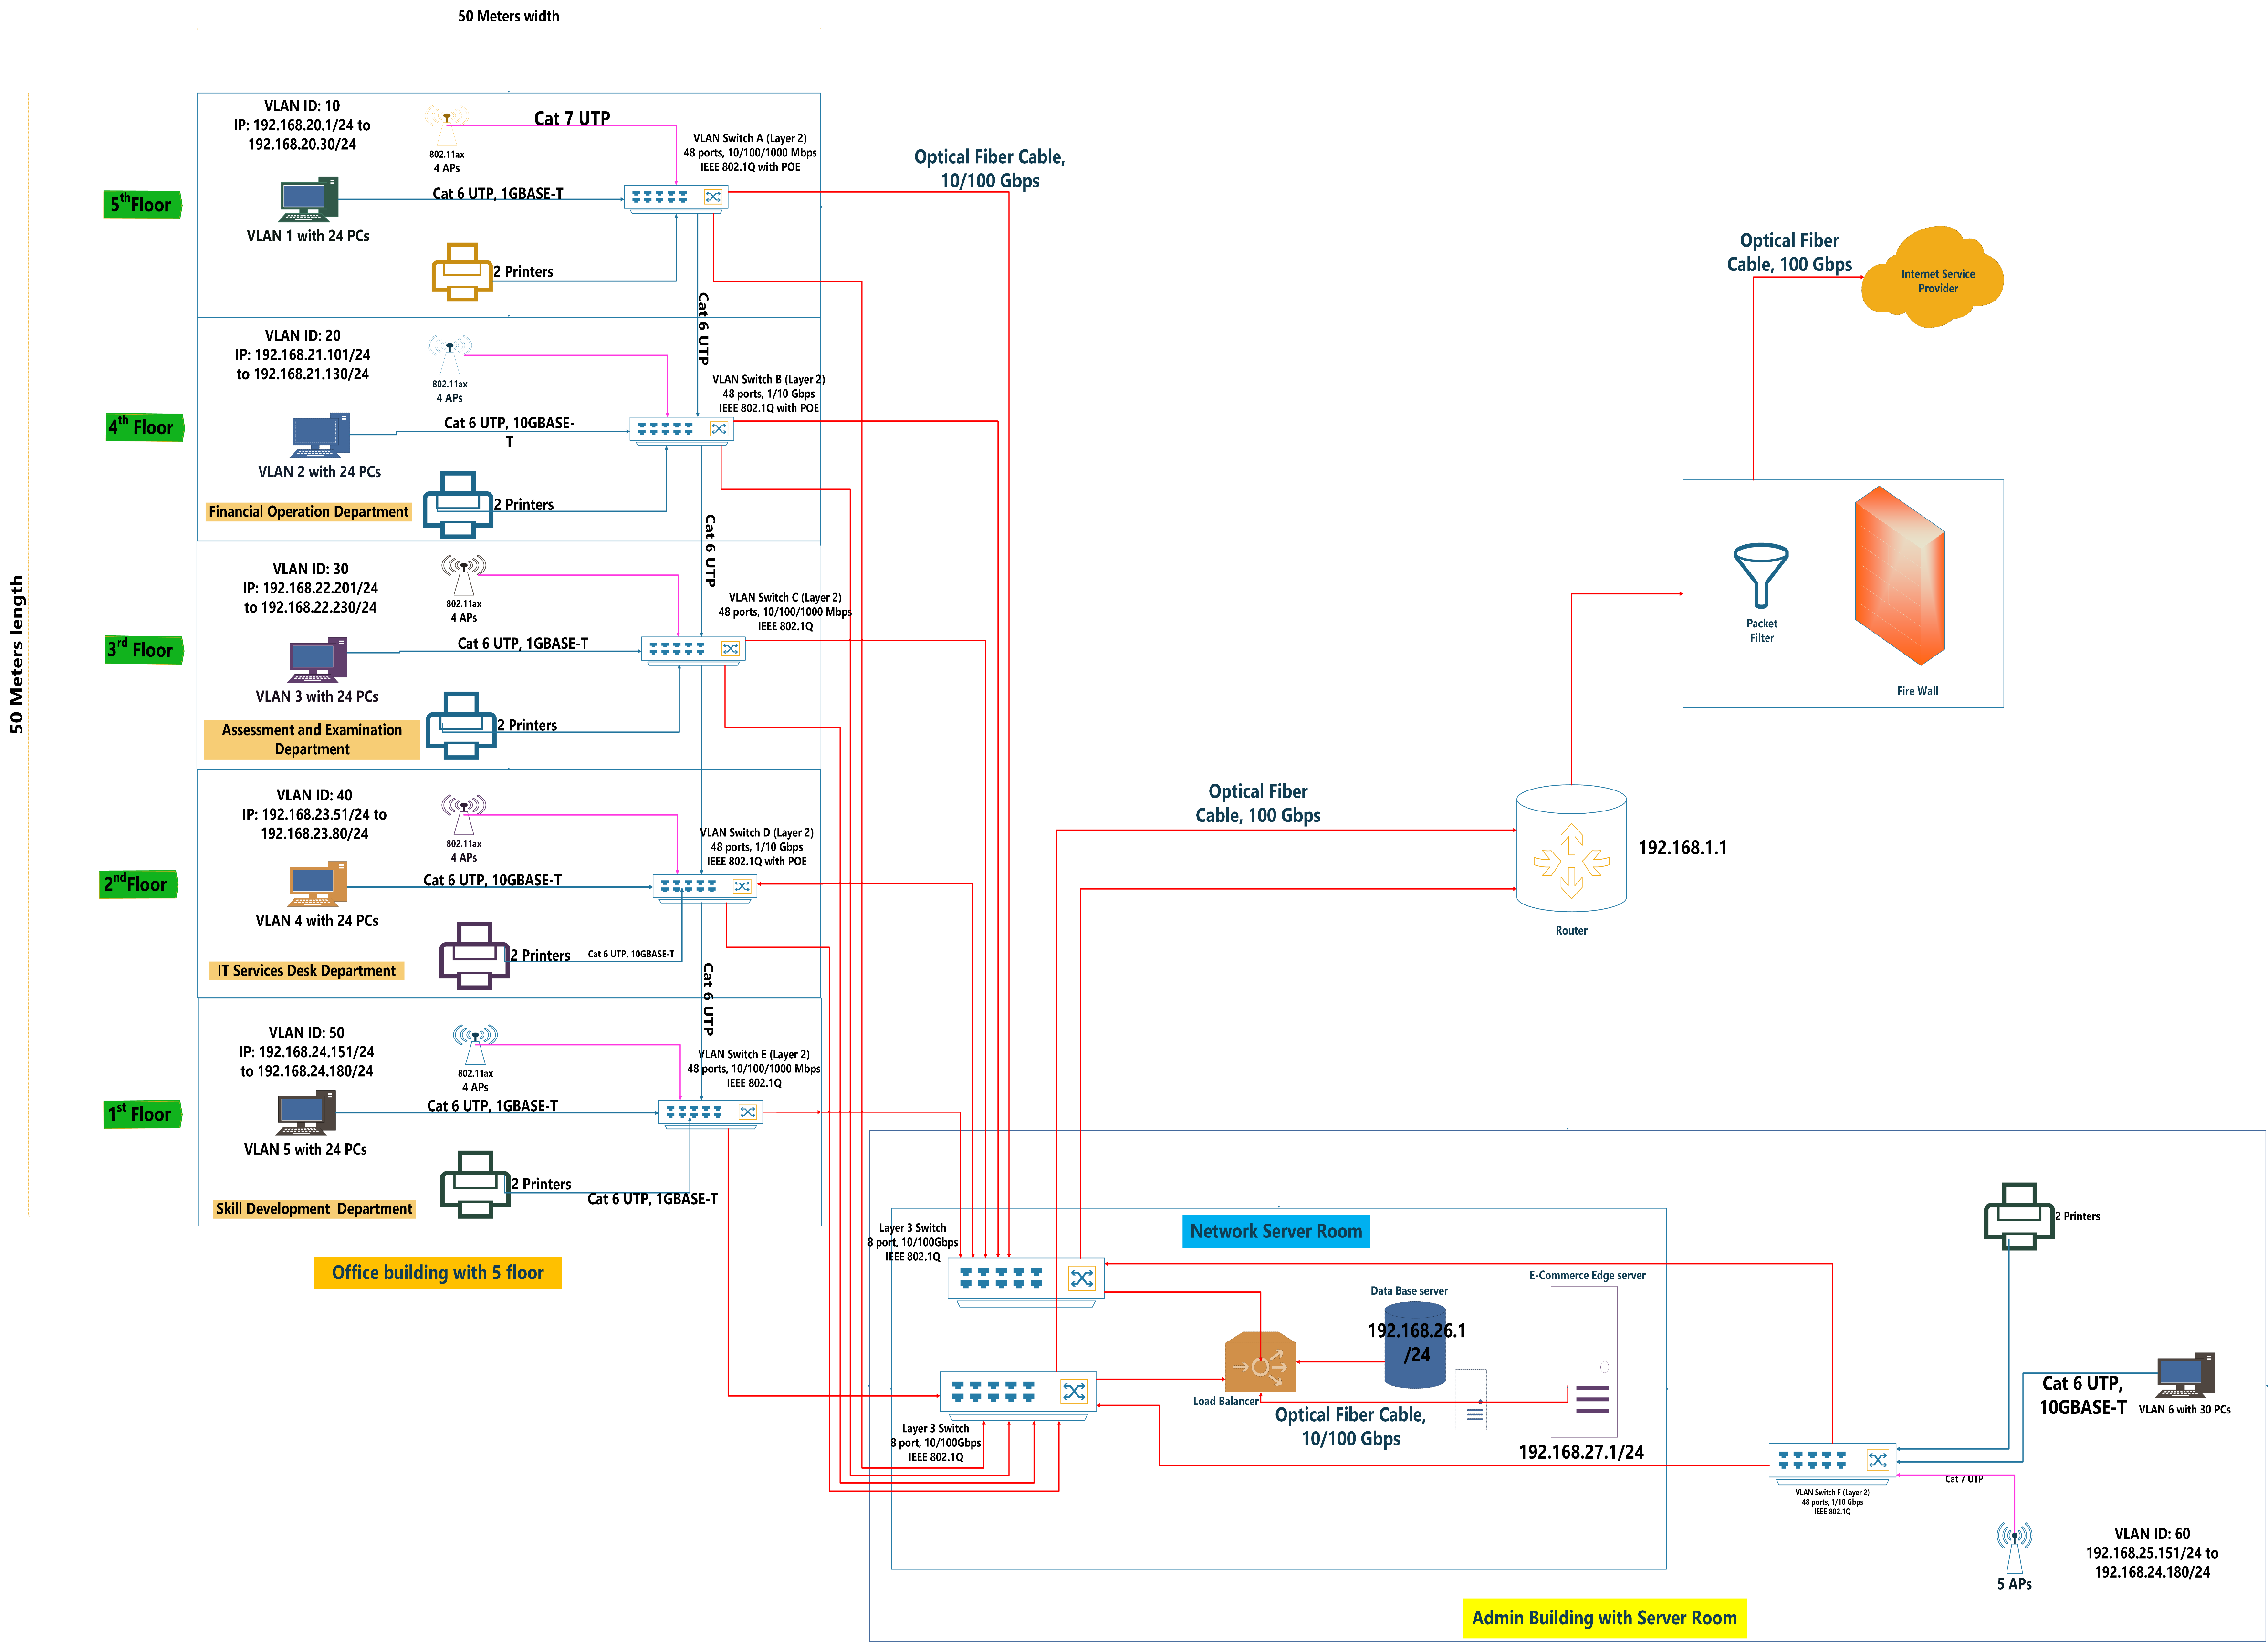 50 Meters width
50 Meters length
VLAN ID: 10
IP: 192.168.20.1/24 to
192.168.20.30/24
802.11ax
4 APs
Cat 7 UTP
VLAN Switch A (Layer 2)
48 ports, 10/100/1000 Mbps
IEEE 802.1Q with POE
5th Floor
Cat 6 UTP, 1GBASE-T
VLAN 1 with 24 PCs
2 Printers
Cat 6 UTP
Optical Fiber Cable,
10/100 Gbps
VLAN ID: 20
IP: 192.168.21.101/24
to 192.168.21.130/24
802.11ax
4 APs
VLAN Switch B (Layer 2)
48 ports, 1/10 Gbps
IEEE 802.1Q with POE
4th Floor
Cat 6 UTP, 10GBASE-
T
VLAN 2 with 24 PCs
2 Printers
Financial Operation Department
Cat 6 UTP
VLAN ID: 30
IP: 192.168.22.201/24
to 192.168.22.230/24
802.11ax
4 APs
VLAN Switch C (Layer 2)
48 ports, 10/100/1000 Mbps
IEEE 802.1Q
3rd Floor
Cat 6 UTP, 1GBASE-T
VLAN 3 with 24 PCs
2 Printers
Assessment and Examination
Department
VLAN ID: 40
IP: 192.168.23.51/24 to
192.168.23.80/24
802.11ax
4 APs
VLAN Switch D (Layer 2)
48 ports, 1/10 Gbps
IEEE 802.1Q with POE
2nd Floor
Cat 6 UTP, 10GBASE-T
VLAN 4 with 24 PCs
2 Printers
Cat 6 UTP, 10GBASE-T
IT Services Desk Department
Cat 6 UTP
VLAN ID: 50
IP: 192.168.24.151/24
to 192.168.24.180/24
802.11ax
4 APs
VLAN Switch E (Layer 2)
48 ports, 10/100/1000 Mbps
IEEE 802.1Q
1st Floor
Cat 6 UTP, 1GBASE-T
VLAN 5 with 24 PCs
2 Printers
Cat 6 UTP, 1GBASE-T
Skill Development Department
Office building with 5 floor
Optical Fiber
Cable, 100 Gbps
Internet Service
Provider
Packet
Filter
Fire Wall
Optical Fiber
Cable, 100 Gbps
192.168.1.1
Router
Layer 3 Switch
8 port, 10/100Gbps
IEEE 802.1Q
Network Server Room
Data Base server
192.168.26.1
/24
E-Commerce Edge server
Load Balancer
Optical Fiber Cable,
10/100 Gbps
192.168.27.1/24
Layer 3 Switch
8 port, 10/100Gbps
IEEE 802.1Q
2 Printers
Cat 6 UTP,
10GBASE-T
VLAN 6 with 30 PCs
Cat 7 UTP
VLAN Switch F (Layer 2)
48 ports, 1/10 Gbps
IEEE 802.1Q
5 APs
VLAN ID: 60
192.168.25.151/24 to
192.168.24.180/24
Admin Building with Server Room